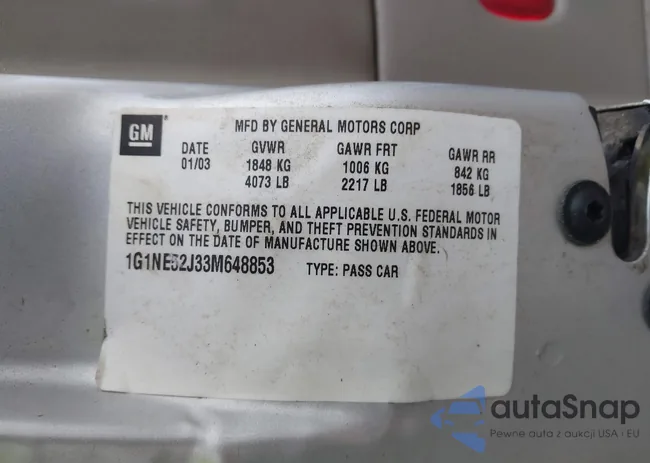 GM
MFD BY GENERAL MOTORS CORP
DATE GVWR GAWR FRT GAWR RR
01/03 1848 KG 1006 KG 842 KG
4073 LB 2217 LB 1856 LB
THIS VEHICLE CONFORMS TO ALL APPLICABLE U.S. FEDERAL MOTOR
VEHICLE SAFETY, BUMPER, AND THEFT PREVENTION STANDARDS IN
EFFECT ON THE DATE OF MANUFACTURE SHOWN ABOVE.
1G1NE52J33M648853 TYPE: PASS CAR
autaSnap
Pewne auta z aukcji USA i EU